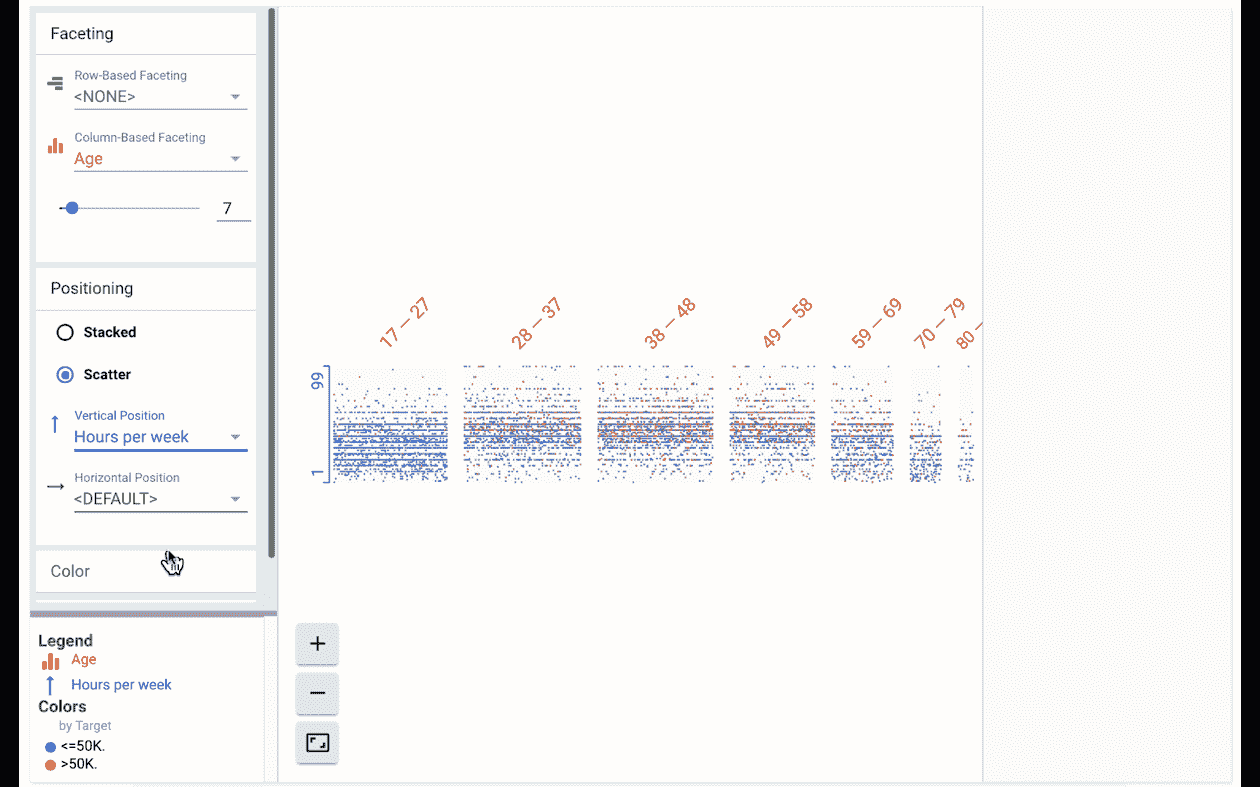 Faceting
Row-Based Faceting
<NONE>
Column-Based Faceting
Age
7
Positioning
Stacked
Scatter
Vertical Position
Hours per week
Horizontal Position
<DEFAULT>
Color
Legend
Age
Hours per week
Colors
by Target
<=50K.
>50K.
17 – 27
28 – 37
38 – 48
49 – 58
59 – 69
70 – 79
80 -
99
1
+
−